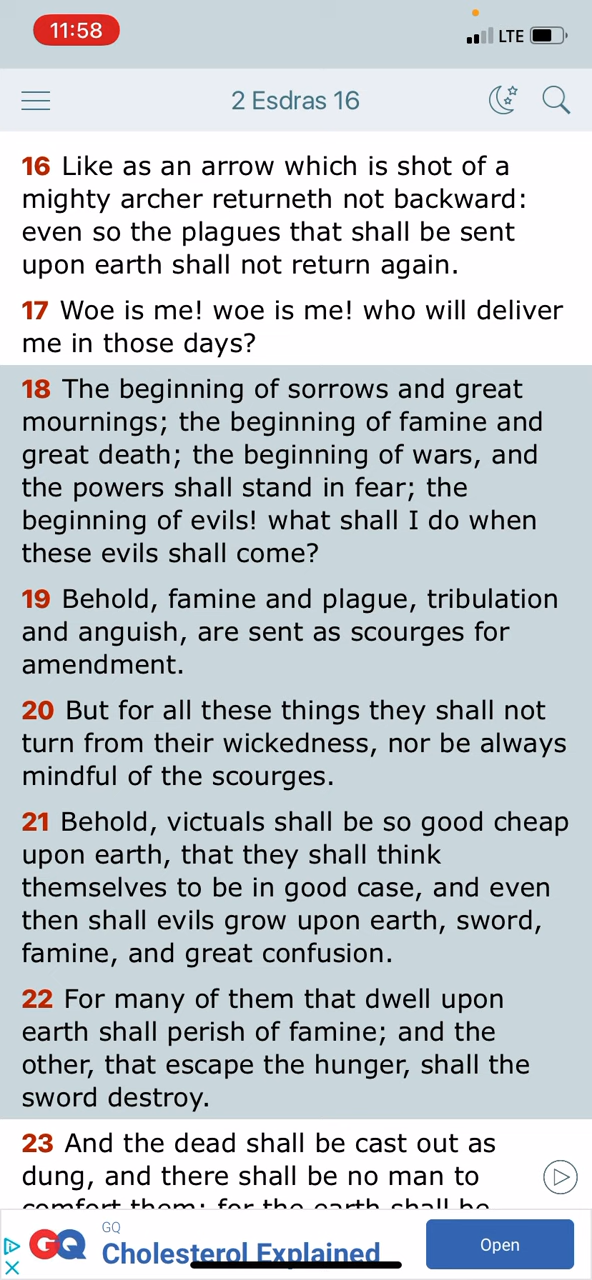 11:58
LTE
2 Esdras 16
16 Like as an arrow which is shot of a
mighty archer returneth not backward:
even so the plagues that shall be sent
upon earth shall not return again.
17 Woe is me! woe is me! who will deliver
me in those days?
18 The beginning of sorrows and great
mournings; the beginning of famine and
great death; the beginning of wars, and
the powers shall stand in fear; the
beginning of evils! what shall I do when
these evils shall come?
19 Behold, famine and plague, tribulation
and anguish, are sent as scourges for
amendment.
20 But for all these things they shall not
turn from their wickedness, nor be always
mindful of the scourges.
21 Behold, victuals shall be so good cheap
upon earth, that they shall think
themselves to be in good case, and even
then shall evils grow upon earth, sword,
famine, and great confusion.
22 For many of them that dwell upon
earth shall perish of famine; and the
other, that escape the hunger, shall the
sword destroy.
23 And the dead shall be cast out as
dung, and there shall be no man to
comfort them: for the earth shall be
GQ
GQ
Cholesterol Explained
Open